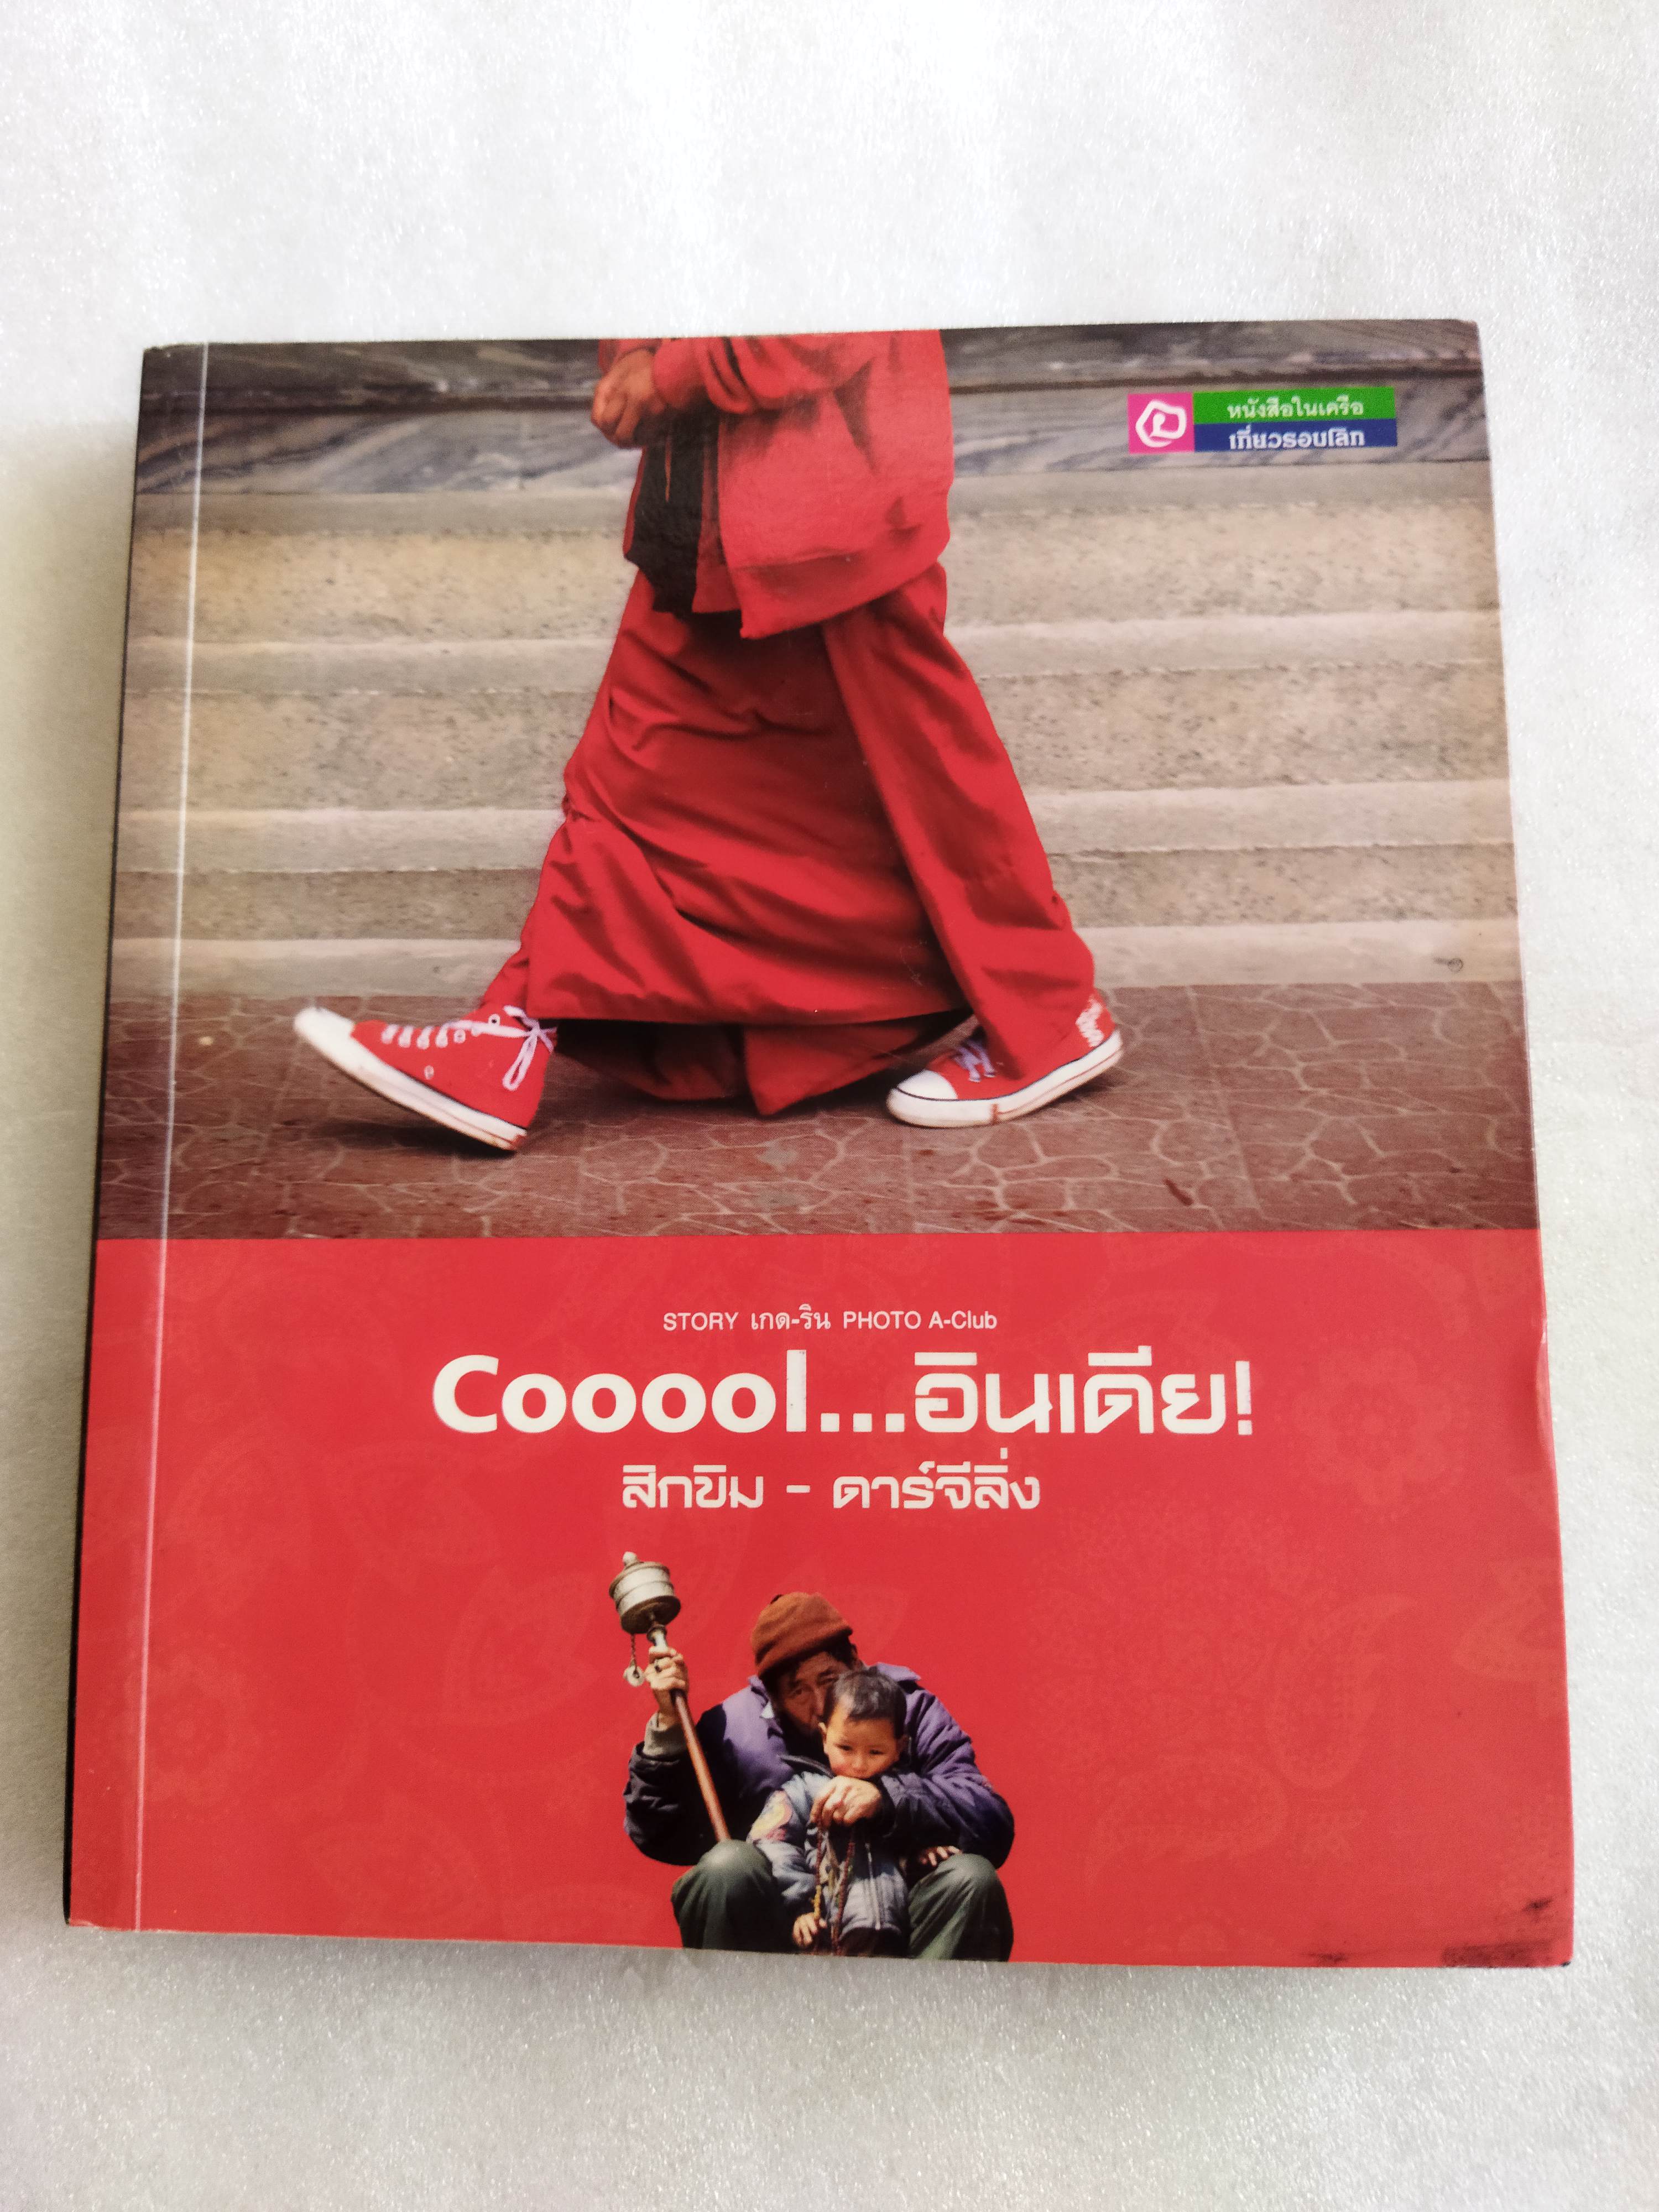 หนังสือในเครือ
เที่ยวรอบโลก
STORY เกด-ริน PHOTO A-Club
Cooool...อินเดีย!
สิกขิม - ดาร์จีลิ่ง